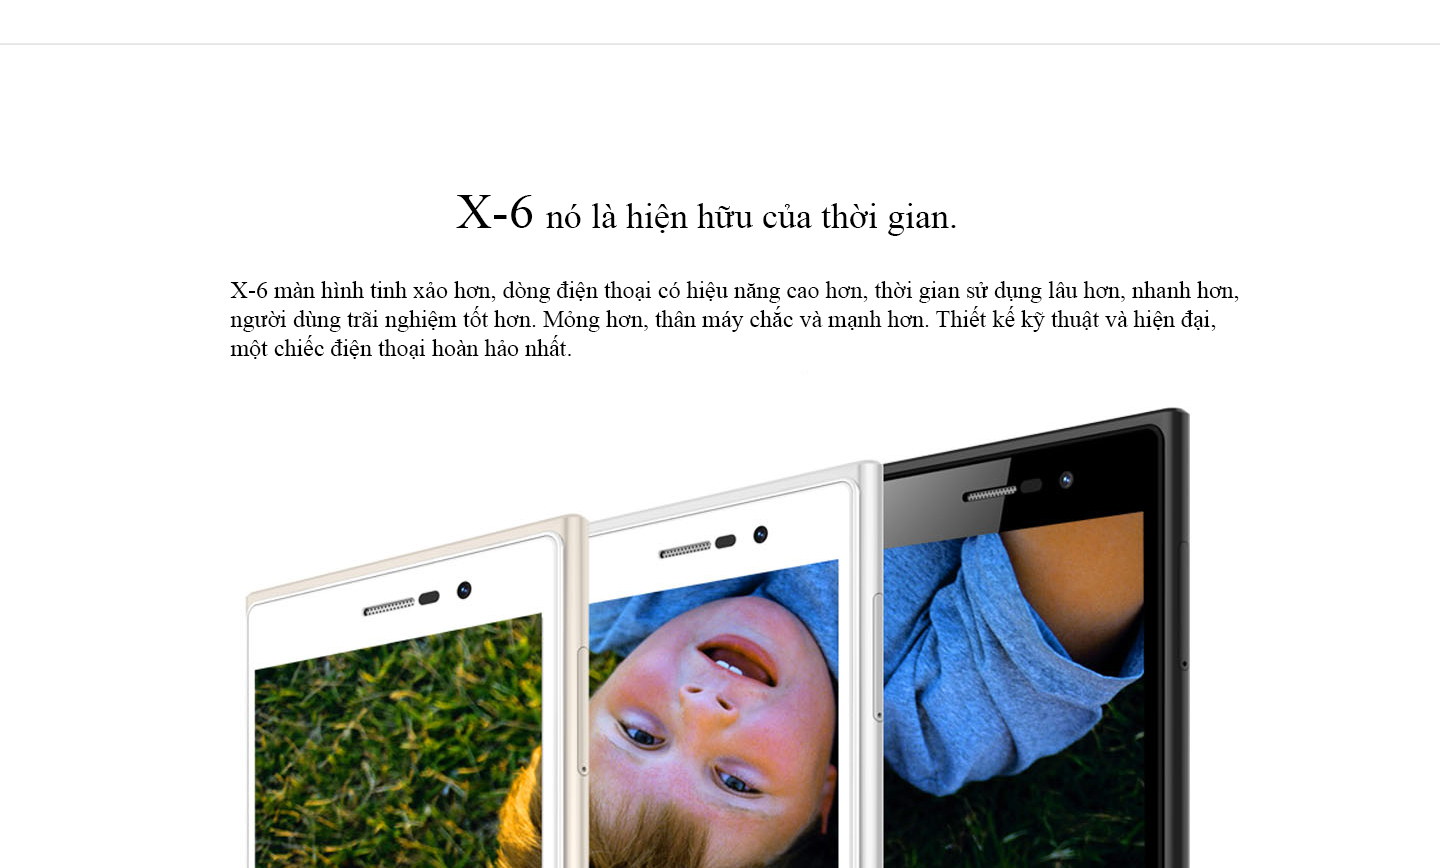 X-6 nó là hiện hữu của thời gian.
X-6 màn hình tinh xảo hơn, dòng điện thoại có hiệu năng cao hơn, thời gian sử dụng lâu hơn, nhanh hơn,
người dùng trãi nghiệm tốt hơn. Mỏng hơn, thân máy chắc và mạnh hơn. Thiết kế kỹ thuật và hiện đại,
một chiếc điện thoại hoàn hảo nhất.